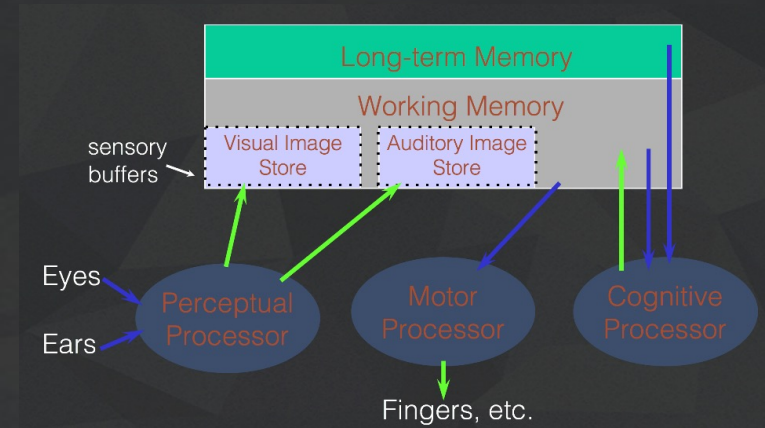 Long-term Memory
Working Memory
sensory
buffers
Visual Image
Store
Auditory Image
Store
Eyes
Ears
Perceptual
Processor
Motor
Processor
Cognitive
Processor
Fingers, etc.